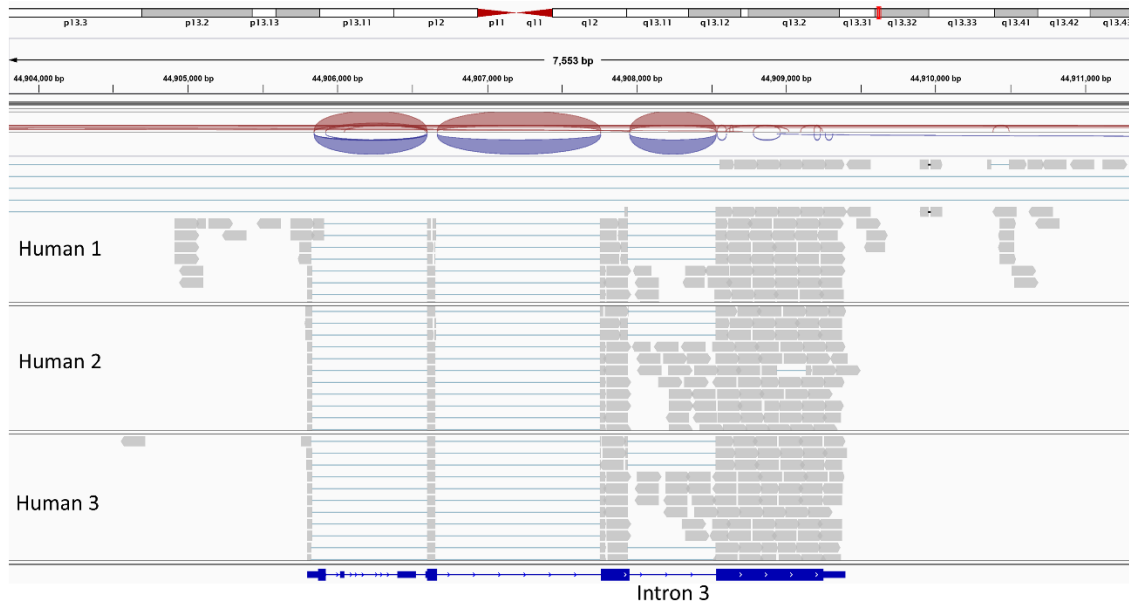 p13.3 p13.2 p13.13 p13.11 p12 p11 q11 q12 q13.11 q13.12 q13.2 q13.31 q13.32 q13.33 q13.41 q13.42 q13.43
7,553 bp
44,904,000 bp 44,905,000 bp 44,906,000 bp 44,907,000 bp 44,908,000 bp 44,909,000 bp 44,910,000 bp 44,911,000 bp
Human 1
Human 2
Human 3
Intron 3